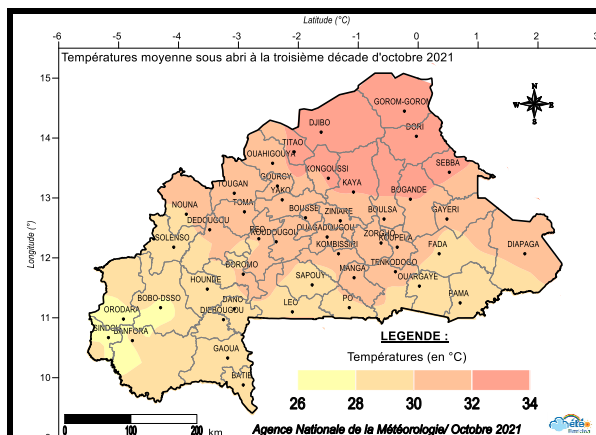 Latitude (°C)
-6 -5 -4 -3 -2 -1 0 1 2 3
Températures moyenne sous abri à la troisième décade d'octobre 2021
15
GOROM-GOROM
N
W E
S
DJIBO
14
DORI
TITAO
OUAHIGOUYA
KONGOUSSI
SEBBA
GOURCY
TOUGAN
KAYA
13
YAKO
BOGANDE
NOUNA
TOMA
BOUSSE
ZINIARE
BOULSA
GAYERI
DEDOUGOU
OUAGADOUGOU
ZORGHO
REO
KOUDOUGOU
KOUPELA
SOLENSO
KOMBISSIRI
FADA
DIAPAGA
Longitude (°)
12
BOROMO
MANGA
TENKODOGO
HOUNDE
SAPOUY
OUARGAYE
BOBO-DSSO
DANO
LEO
PO
PAMA
ORODARA
11
DIEBOUGOU
SINDOU
BANFORA
LEGENDE :
GAOUA
Températures (en °C)
10
BATIE
26 28 30 32 34
0 100 200
km
Agence Nationale de la Météorologie/ Octobre 2021
météo